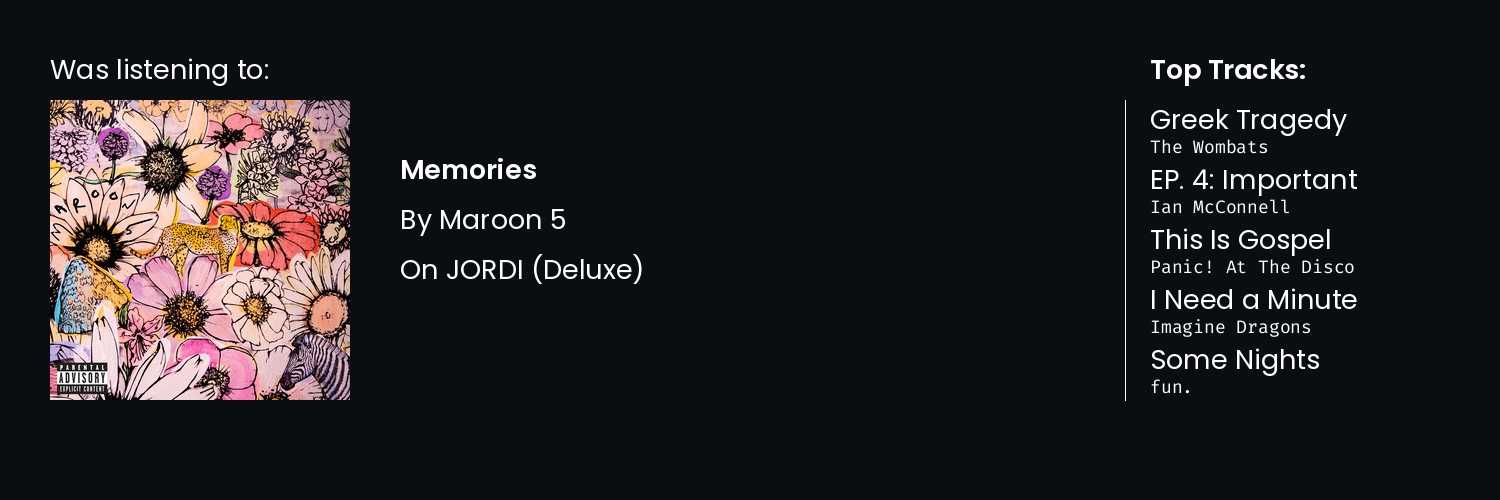 Was listening to:
MAROON 5
PARENTAL
ADVISORY
EXPLICIT CONTENT
Memories
By Maroon 5
On JORDI (Deluxe)
Top Tracks:
Greek Tragedy
The Wombats
EP. 4: Important
Ian McConnell
This Is Gospel
Panic! At The Disco
I Need a Minute
Imagine Dragons
Some Nights
fun.